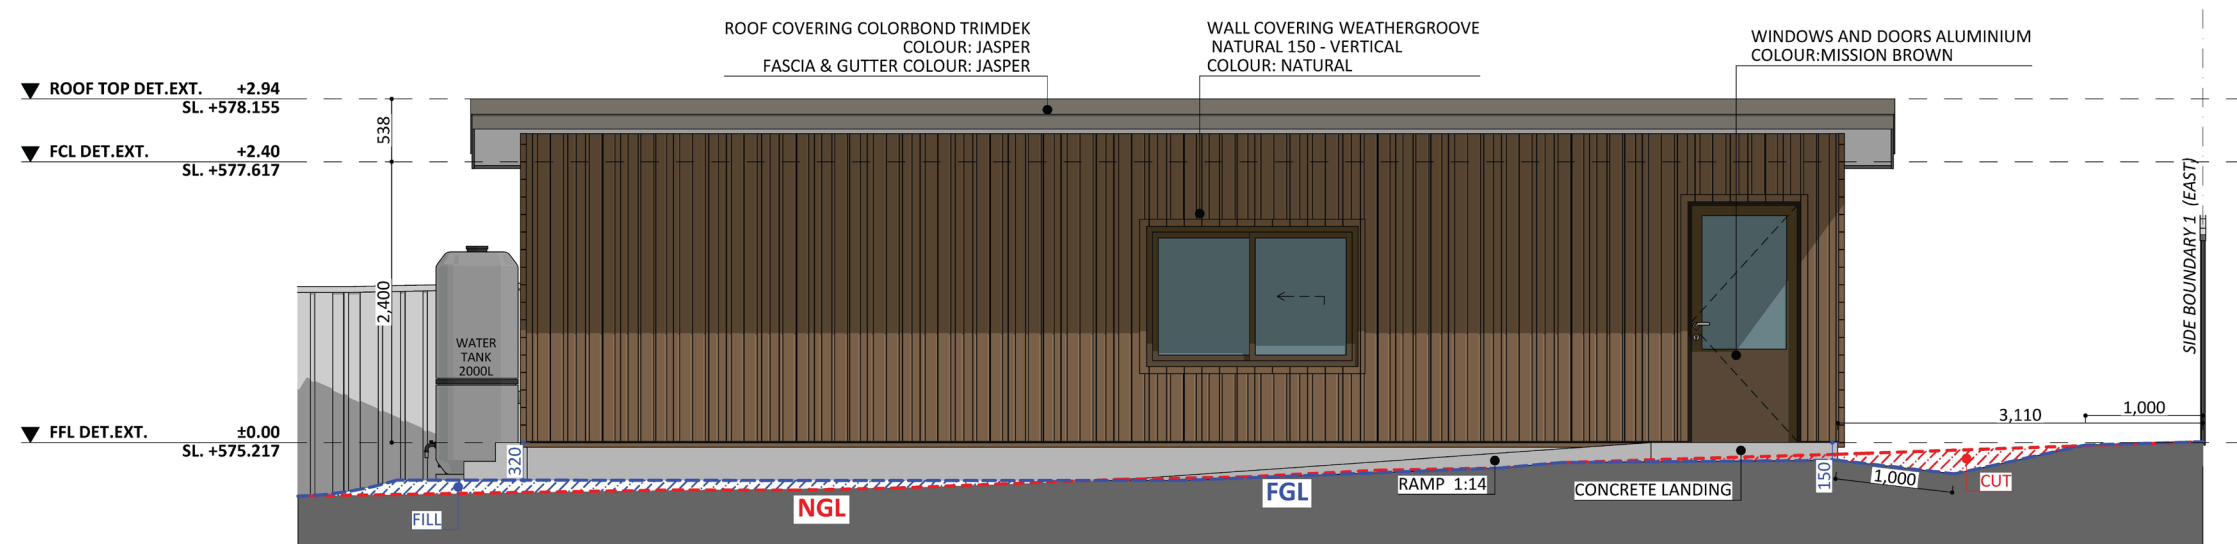 ROOF COVERING COLORBOND TRIMDEK
COLOUR: JASPER
FASCIA & GUTTER COLOUR: JASPER
WALL COVERING WEATHERGROOVE
NATURAL 150 - VERTICAL
COLOUR: NATURAL
WINDOWS AND DOORS ALUMINIUM
COLOUR:MISSION BROWN
ROOF TOP DET.EXT. +2.94
SL. +578.155
538
FCL DET.EXT. +2.40
SL. +577.617
2,400
SIDE BOUNDARY 1 (EAST)
WATER
TANK
2000L
FFL DET.EXT. ±0.00
SL. +575.217
3,110
1,000
320
150
1,000
RAMP 1:14
CONCRETE LANDING
CUT
FILL
NGL
FGL